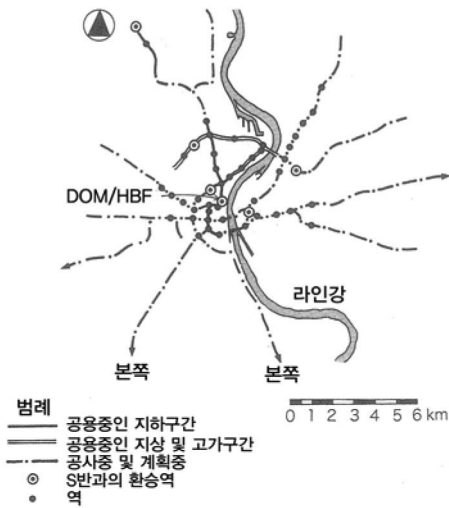 DOM/HBF
라인강
본쪽
본쪽
0 1 2 3 4 5 6 km
범례
공용중인 지하구간
공용중인 지상 및 고가구간
공사중 및 계획중
S반과의 환승역
역